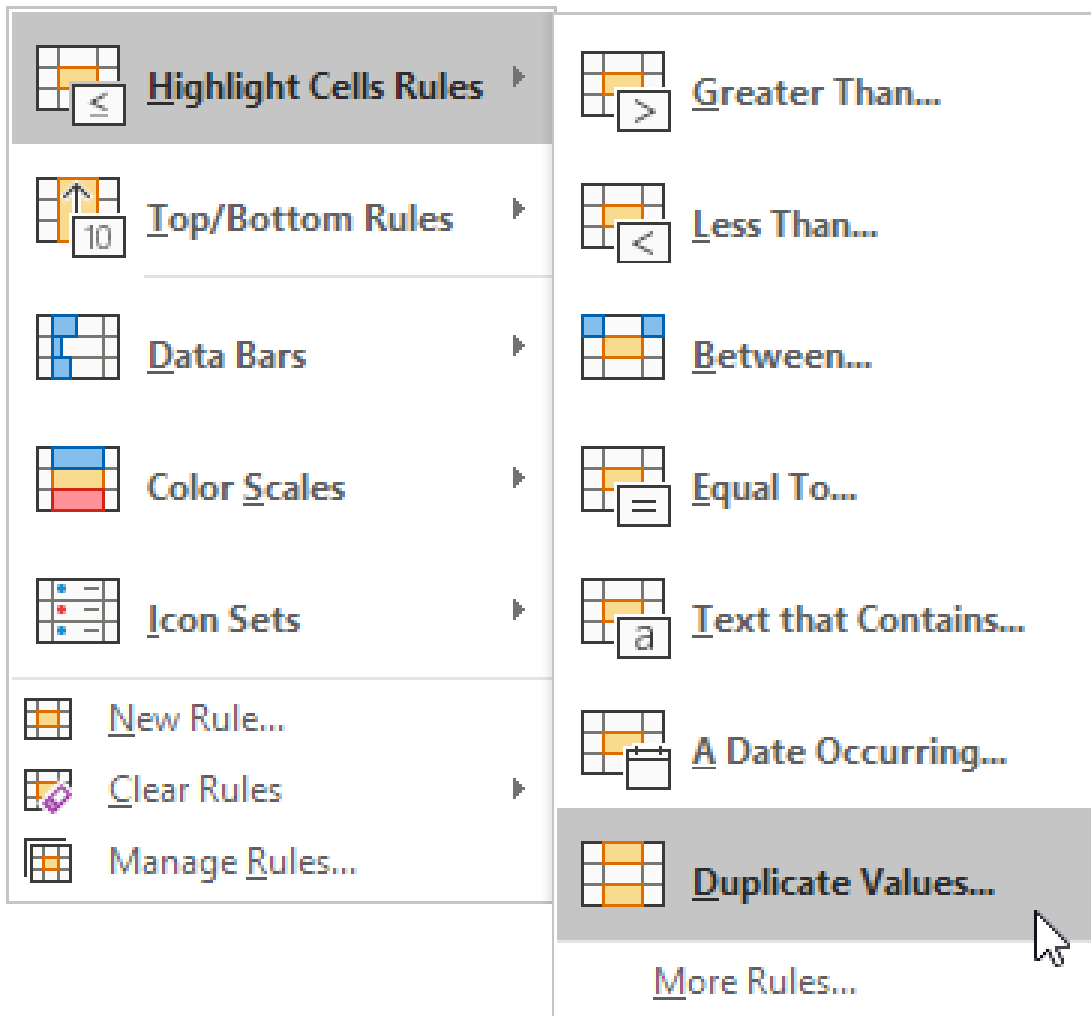 Highlight Cells Rules
Top/Bottom Rules
10
Data Bars
Color Scales
Icon Sets
New Rule...
Clear Rules
Manage Rules...
Greater Than...
Less Than...
Between...
Equal To...
Text that Contains...
a
A Date Occurring...
Duplicate Values...
More Rules...